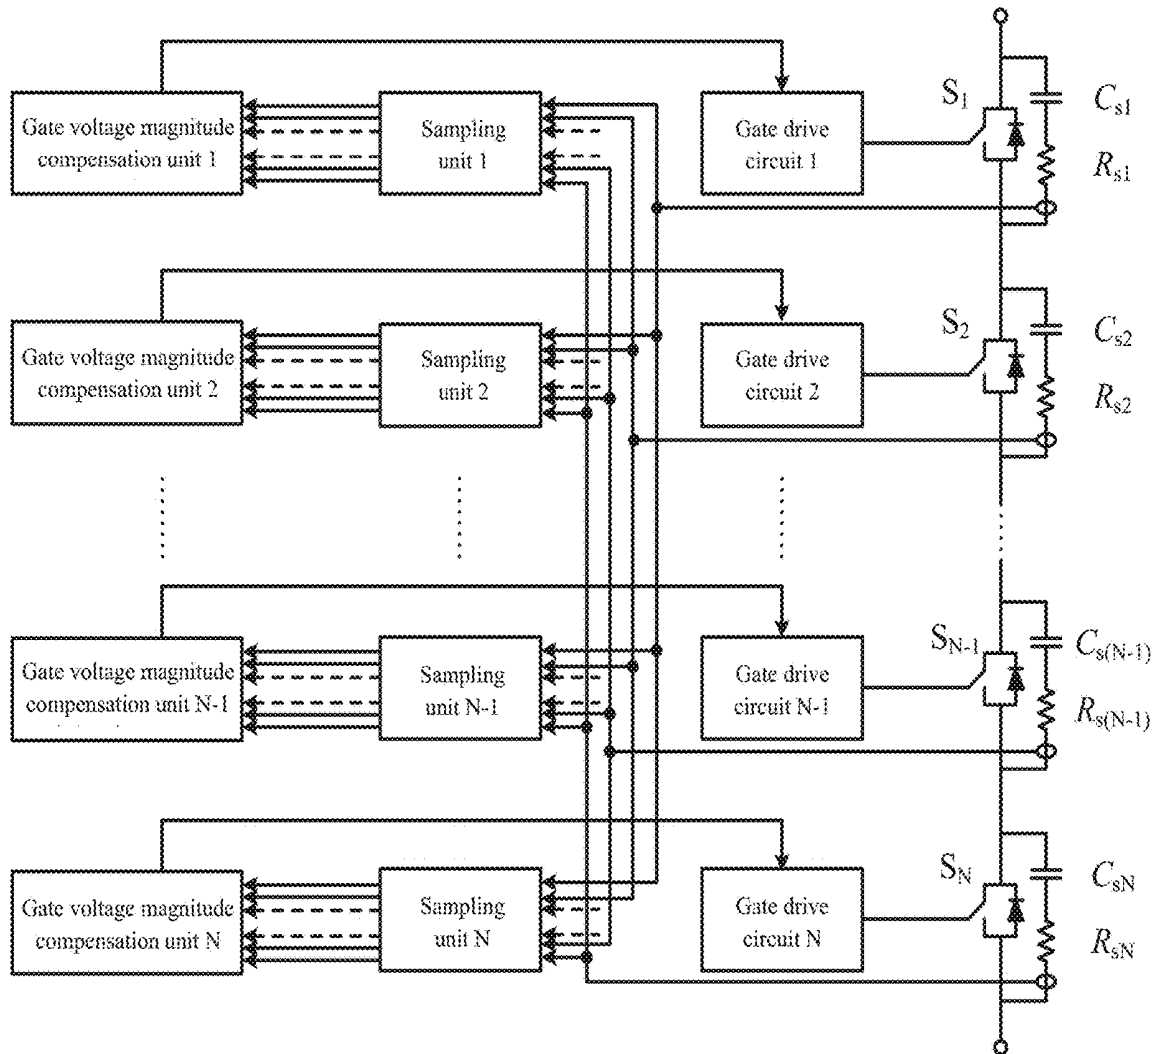 Gate voltage magnitude
compensation unit 1
Sampling
unit 1
Gate drive
circuit 1
S1
Cs1
Rs1
Gate voltage magnitude
compensation unit 2
Sampling
unit 2
Gate drive
circuit 2
S2
Cs2
Rs2
Gate voltage magnitude
compensation unit N-1
Sampling
unit N-1
Gate drive
circuit N-1
SN-1
Cs(N-1)
Rs(N-1)
Gate voltage magnitude
compensation unit N
Sampling
unit N
Gate drive
circuit N
SN
CsN
RsN